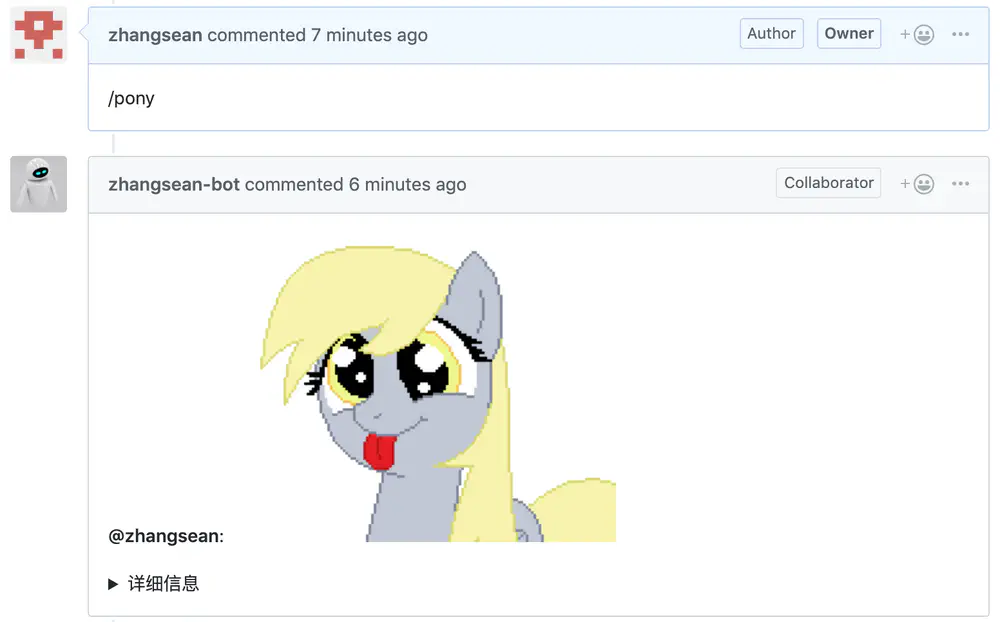 zhangsean commented 7 minutes ago Author Owner
/pony
zhangsean-bot commented 6 minutes ago Collaborator
@zhangsean:
详细信息